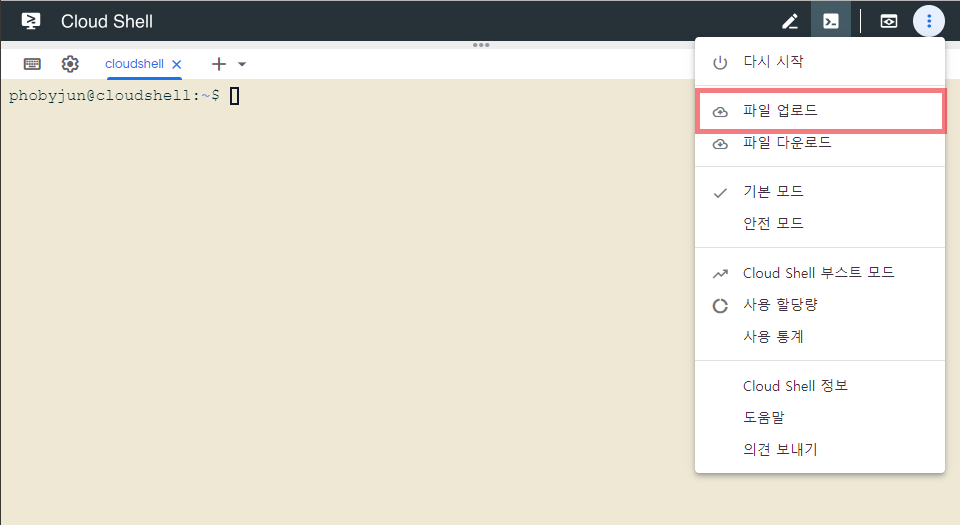 Cloud Shell
cloudshell
phobyjun@cloudshell:~$
다시 시작
파일 업로드
파일 다운로드
기본 모드
안전 모드
Cloud Shell 부스트 모드
사용 할당량
사용 통계
Cloud Shell 정보
도움말
의견 보내기